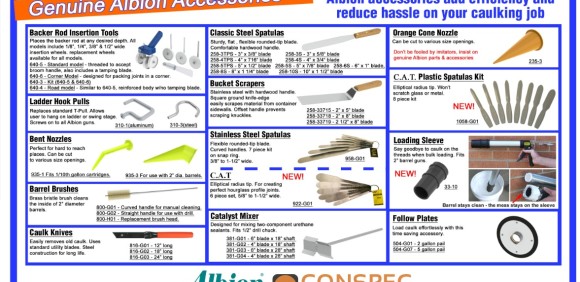 Genuine Albion Accessories
Albion accessories add efficiency and
reduce hassle on your caulking job
Backer Rod Insertion Tools
Places the backer rod at any desired depth. All
models include 1/8", 1/4", 3/8" & 1/2" wide
insertion wheels. replacement wheels
available for all models.
640-5 - Standard model - threaded to accept
broom handle, also includes a tamping blade.
640-6 - Corner Model - designed for packing joints in a corner.
640-3 - Kit (640-5 & 640-6)
640-4 - Road model - Similar to 640-5, reinforced body w/no tamping blade.
Ladder Hook Pulls
Replaces standard T-Pull. Allows
user to hang on ladder or swing stage.
Screws on to all Albion guns.
310-1(aluminum)
310-3(steel)
Bent Nozzles
Perfect for hard to
reach places. Can be cut
to various size openings.
935-1 Fits 1/10th gallon cartridges.
935-3 For use with 2" dia. barrels.
Barrel Brushes
Brass bristle brush cleans
the inside of 2" diameter
barrels.
800-G01 - Curved handle for manual cleaning.
800-G02 - Straight handle for use with drill.
800-H01 - Replacement brush head.
Caulk Knives
Easily removes old caulk. Uses
standard utility blades. Steel
construction for long life.
816-G01 - 12" long
816-G02 - 18" long
816-G03 - 24" long
Classic Steel Spatulas
Sturdy, flat, flexible rounded-tip blade.
Comfortable hardwood handle.
258-3TPS - 3" x 3/8" blade
258-3S - 3" x 5/8" blade
258-4TPS - 4" x 7/16" blade
258-4S - 4" x 3/4" blade
258-5TPS - 5" x 1/2" blade
258-5S - 5" x 7/8" blade
258-6S - 6" x 1" blade.
258-8S - 8" x 1 1/4" blade
258-10S - 10" x 1 1/2" blade
Bucket Scrapers
Stainless steel with hardwood handle.
Square ground knife-edge
easily scrapes material from container
sidewalls. Offset handle prevents
scraping knuckles.
258-33715 - 2" x 5" blade
258-33718 - 2" x 8" blade
258-33719 - 2 1/2" x 8" blade
Stainless Steel Spatulas
Flexible rounded-tip blade.
Curved handles. 7 piece kit
on snap ring.
3/8" to 1-1/2" wide.
958-G01
C.A.T
NEW!
Elliptical radius tip. For creating
perfect hourglass profile joints.
6 piece set, 5/8" to 1-1/2" wide.
922-G01
Catalyst Mixer
Designed for mixing two-component urethane
sealants. Fits 1/2" drill chuck.
381-G01 - 6" blade x 18" shaft
381-G02 - 4" blade x 18" shaft
381-G03 - 6" blade x 28" shaft
381-G04 - 4" blade x 28" shaft
Orange Cone Nozzle
Can be cut to various size openings.
Don't be fooled by imitators, insist on
genuine Albion parts & accessories.
235-3
C.A.T. Plastic Spatulas Kit
Elliptical radius tip. Won't
scratch glass or metal.
8 piece kit
NEW!
1058-G01
Loading Sleeve
Say goodbye to caulk on the
threads when bulk loading. Fits
2" barrel guns.
NEW!
33-10
Barrel stays clean - the mess stays on the sleeve
Follow Plates
Load caulk effortlessly with this
time saving accessory.
504-G01 - 2 gallon pail
504-G07 - 5 gallon pail
Albion
CONSPEC